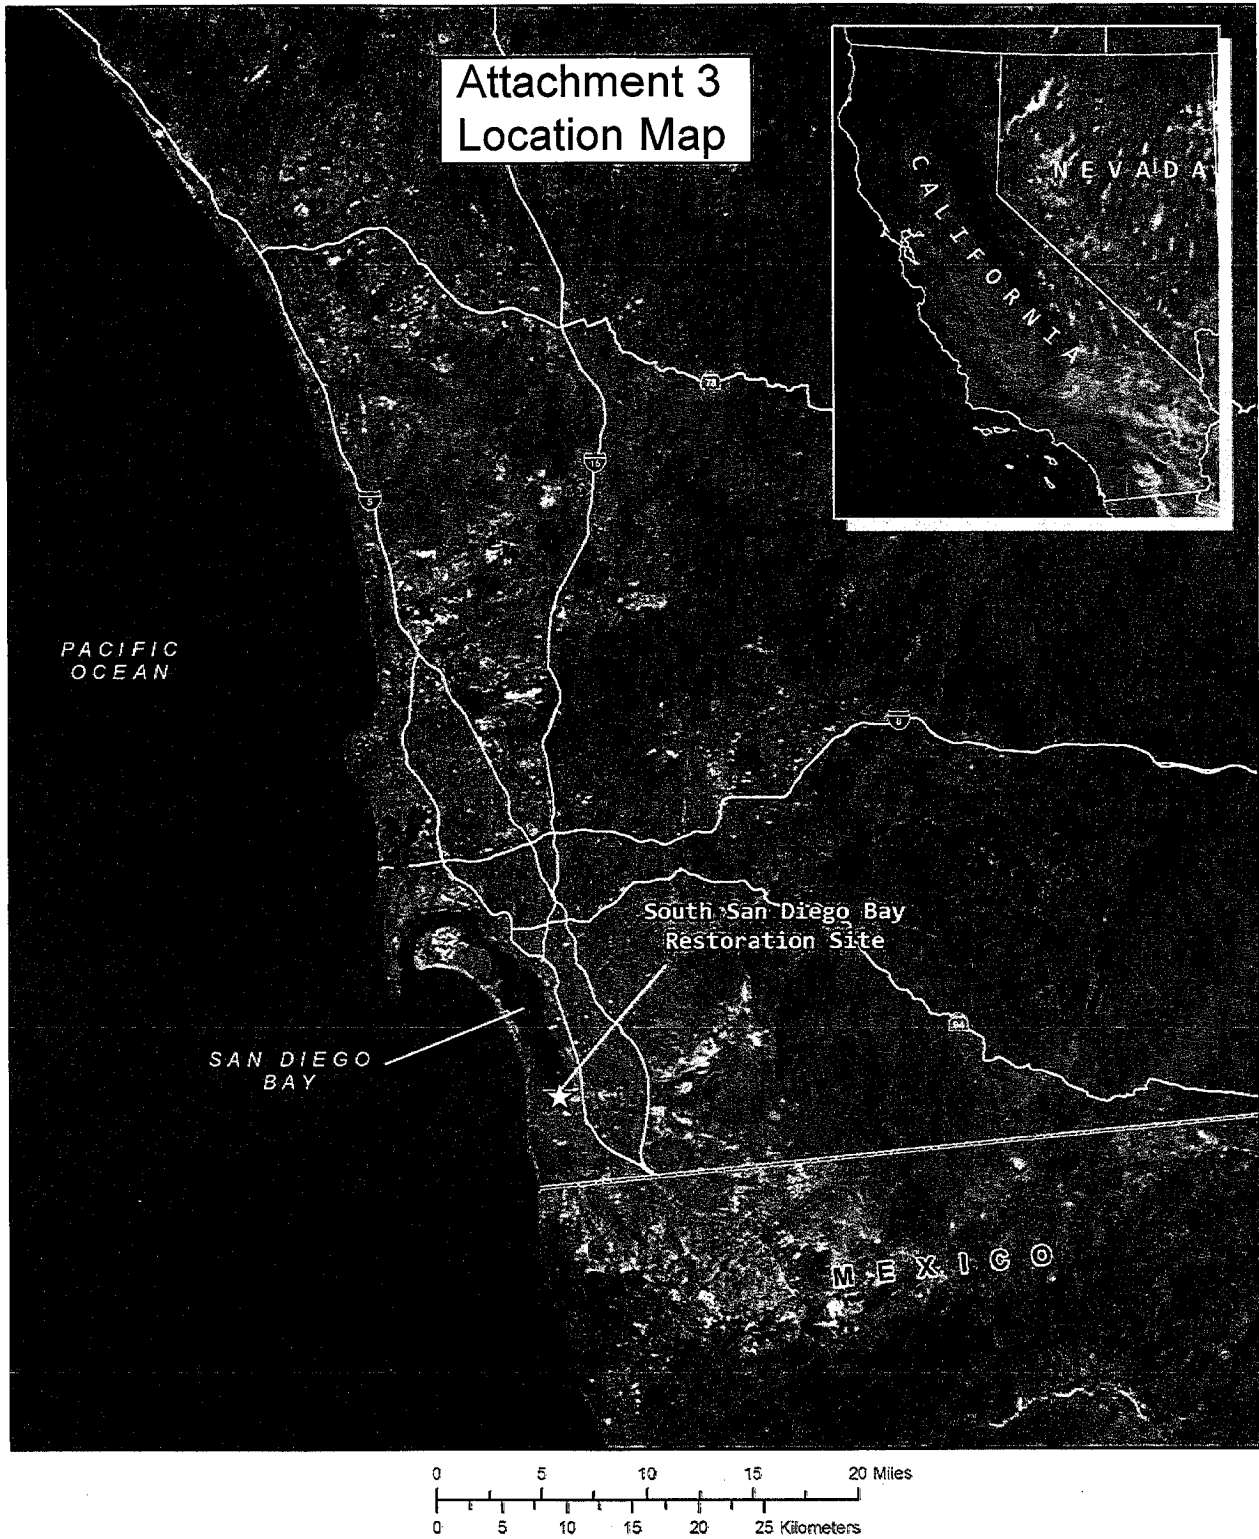 Attachment 3
Location Map
NEVADA
CALIFORNIA
78
15
5
PACIFIC
OCEAN
8
South San Diego Bay
Restoration Site
94
SAN DIEGO
BAY
MEXICO
0 5 10 15 20 Miles
0 5 10 15 20 25 Kilometers